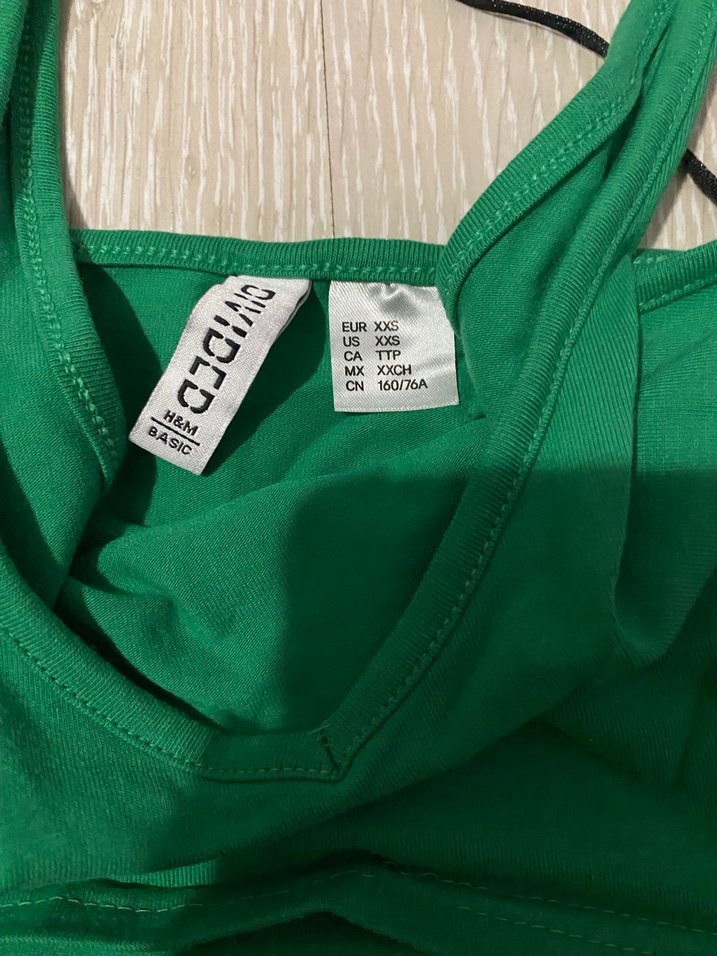 DIVIDED
H&M
BASIC
EUR XXS
US XXS
CA TTP
MX XXCH
CN 160/76A